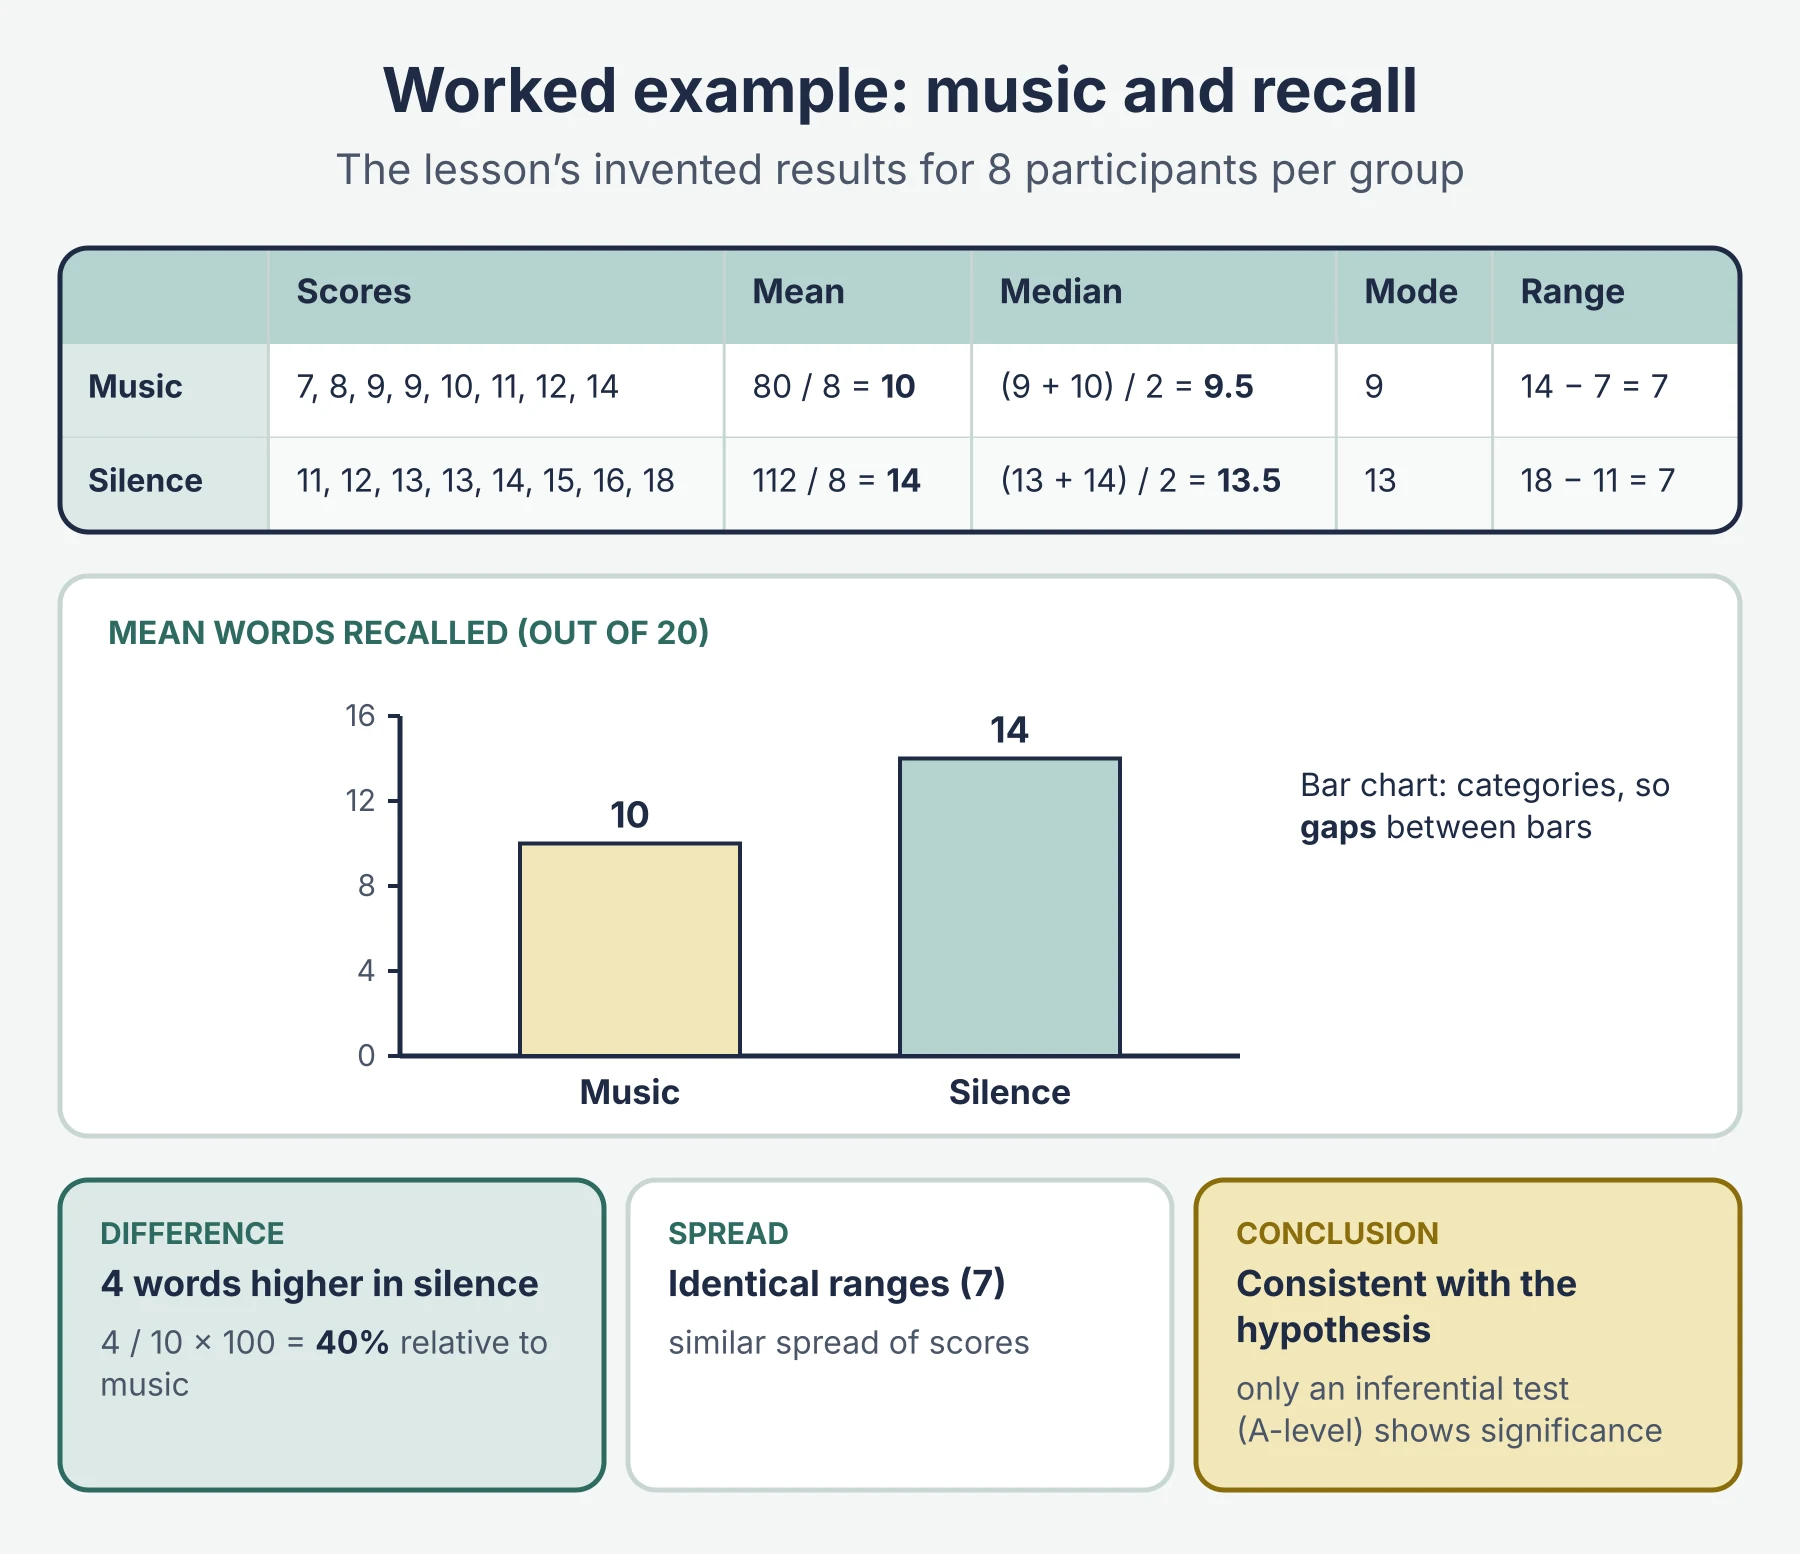 Worked example: music and recall
The lesson’s invented results for 8 participants per group
Scores Mean Median Mode Range
Music 7, 8, 9, 9, 10, 11, 12, 14 80 / 8 = 10 (9 + 10) / 2 = 9.5 9 14 − 7 = 7
Silence 11, 12, 13, 13, 14, 15, 16, 18 112 / 8 = 14 (13 + 14) / 2 = 13.5 13 18 − 11 = 7
MEAN WORDS RECALLED (OUT OF 20)
16
12
8
4
0
10
14
Music Silence
Bar chart: categories, so
gaps between bars
DIFFERENCE
4 words higher in silence
4 / 10 × 100 = 40% relative to
music
SPREAD
Identical ranges (7)
similar spread of scores
CONCLUSION
Consistent with the
hypothesis
only an inferential test
(A-level) shows significance